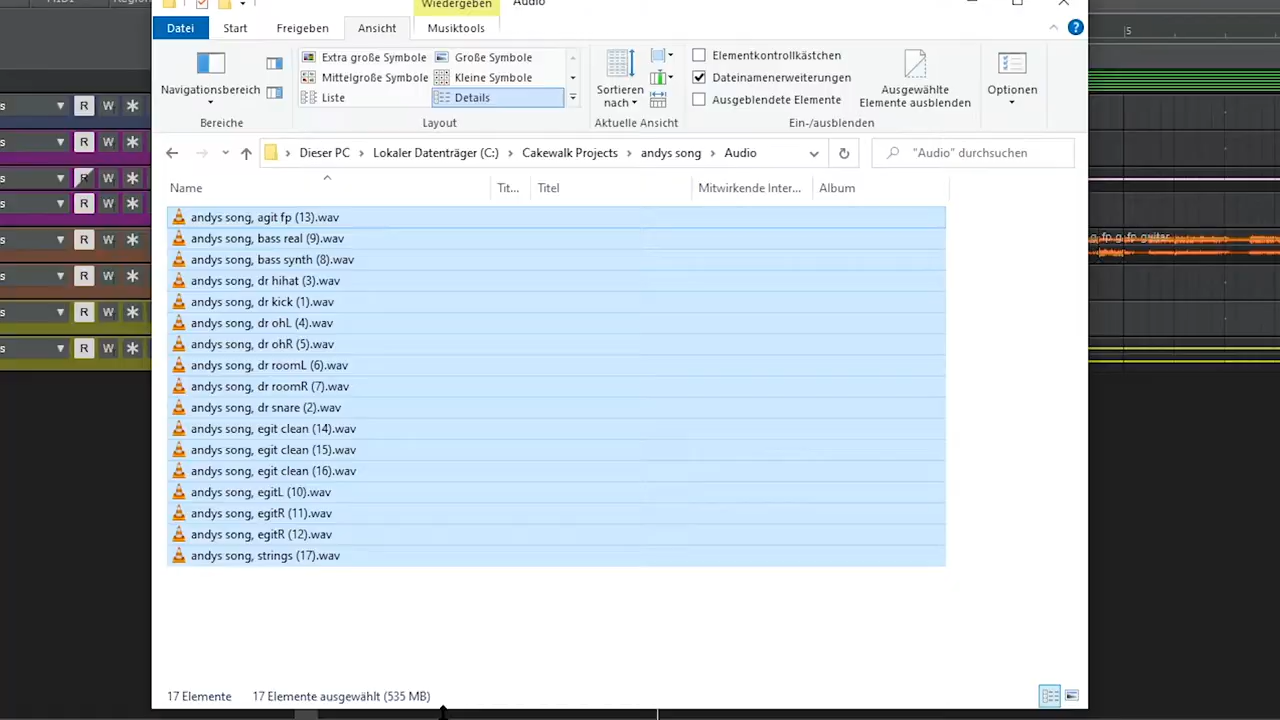 Wiedergeben
Audio
Datei Start Freigeben Ansicht Musiktools
Navigationsbereich
Extra große Symbole Große Symbole
Mittelgroße Symbole Kleine Symbole
Liste Details
Sortieren nach
Elementkontrollkästchen
Dateinamenerweiterungen
Ausgeblendete Elemente
Ausgewählte Elemente ausblenden
Optionen
Bereiche Layout Aktuelle Ansicht Ein-/ausblenden
Dieser PC > Lokaler Datenträger (C:) > Cakewalk Projects > andys song > Audio
"Audio" durchsuchen
Name Tit... Titel Mitwirkende Inter... Album
andys song, agit fp (13).wav
andys song, bass real (9).wav
andys song, bass synth (8).wav
andys song, dr hihat (3).wav
andys song, dr kick (1).wav
andys song, dr ohL (4).wav
andys song, dr ohR (5).wav
andys song, dr roomL (6).wav
andys song, dr roomR (7).wav
andys song, dr snare (2).wav
andys song, egit clean (14).wav
andys song, egit clean (15).wav
andys song, egit clean (16).wav
andys song, egitL (10).wav
andys song, egitR (11).wav
andys song, egitR (12).wav
andys song, strings (17).wav
17 Elemente 17 Elemente ausgewählt (535 MB)
s R W
s R W
s R W
s R W
s R W
s R W
s R W
s R W
5